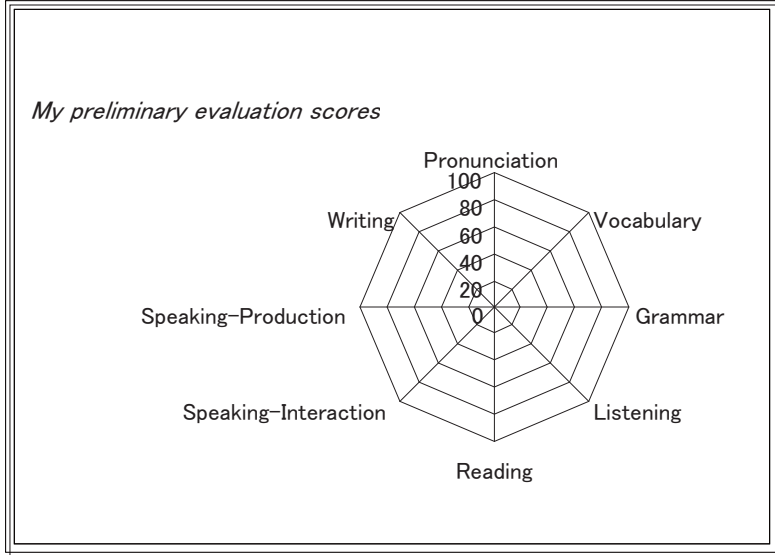 My preliminary evaluation scores
Pronunciation
100
80
60
40
20
0
Vocabulary
Grammar
Listening
Reading
Speaking-Interaction
Speaking-Production
Writing